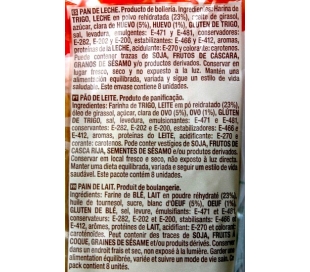 PAN DE LECHE. Producto de bollería. Ingredientes: Harina de
TRIGO, LECHE en polvo rehidratada (23%), aceite de girasol,
azúcar, clara de HUEVO (5%), HUEVO (1%), GLUTEN DE TRIGO,
sal, levadura, emulgentes: E-471 y E-481, conservantes:
E-282, E-202 y E-200, estabilizantes: E-466 y E-412, aromas,
proteínas de la LECHE, acidulante: E-270 y colorante: carotenos.
Puede contener trazas de SOJA, FRUTOS DE CÁSCARA,
GRANOS DE SÉSAMO y/o productos derivados. Conservar en
lugar fresco, seco y no expuesto a la luz. Mantén una
alimentación equilibrada, variada y sigue un estilo de vida
saludable. Este envase contiene 8 unidades.
PÃO DE LEITE. Produto de panificação.
Ingredientes: Farinha de TRIGO, LEITE em pó reidratado (23%),
óleo de girassol, açúcar, clara de OVO (5%), OVO (1%), GLÚTEN
DE TRIGO, sal, levedura, emulsionantes: E-471 e E-481,
conservantes: E-282, E-202 e E-200, estabilizadores: E-466 e
E-412, aromas, proteínas do LEITE, acidificante: E-270 e
corante: carotenos. Pode conter vestígios de SOJA, FRUTOS DE
CASCA RIJA, SEMENTES DE SÉSAMO e/ou produtos derivados.
Conservar em local fresco e seco, não exposto à luz directa.
Manter uma dieta equilibrada, variada e seguir um estilo de
vida saudável. Este pacote contém 8 unidades.
PAIN DE LAIT. Produit de boulangerie.
Ingrédients: Farine de BLÉ, LAIT en poudre réhydraté (23%),
huile de tournesol, sucre, blanc d'OEUF (5%), OEUF (1%),
GLUTEN DE BLÉ, sel, levure, émulsifiants: E-471 et E-481,
conservateurs: E-282, E-202 et E-200, stabilisants: E-466 et
E-412, arômes, protéines de LAIT, acidifiant: E-270 et colorant:
caroténoïdes. Peut contenir des traces de SOJA, FRUITS À
COQUE, GRAINES DE SÉSAME et/ou produits dérivés. Conserver
dans un endroit frais et sec, non exposé à la lumière. Garder une
alimentation équilibrée, variée et suivre un mode de vie sain. Ce
pack contient 8 unités.